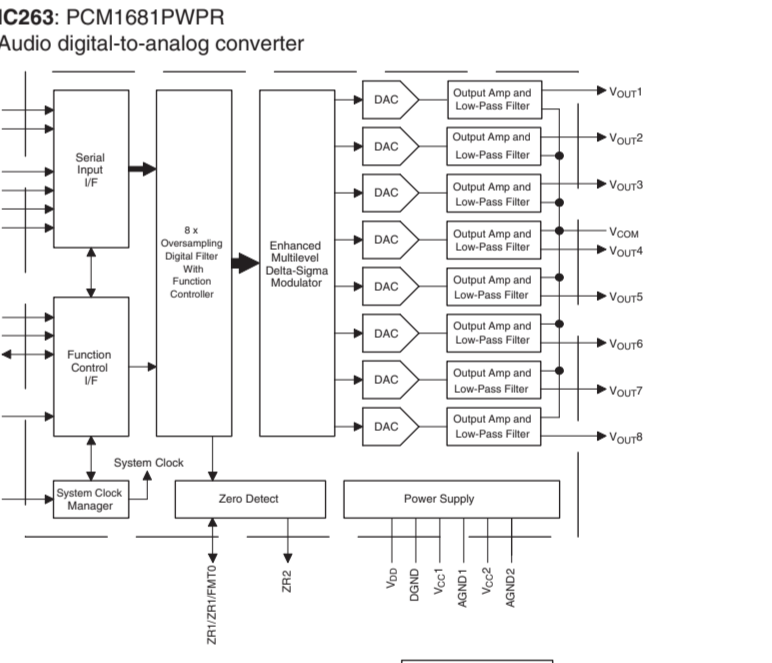 IC263: PCM1681PWPR
Audio digital-to-analog converter
Serial
Input
I/F
Function
Control
I/F
System Clock
Manager
System Clock
8 x
Oversampling
Digital Filter
With
Function
Controller
Enhanced
Multilevel
Delta-Sigma
Modulator
DAC
Output Amp and
Low-Pass Filter
VOUT1
DAC
Output Amp and
Low-Pass Filter
VOUT2
DAC
Output Amp and
Low-Pass Filter
VOUT3
DAC
Output Amp and
Low-Pass Filter
VCOM
VOUT4
DAC
Output Amp and
Low-Pass Filter
VOUT5
DAC
Output Amp and
Low-Pass Filter
VOUT6
DAC
Output Amp and
Low-Pass Filter
VOUT7
DAC
Output Amp and
Low-Pass Filter
VOUT8
Zero Detect
Power Supply
ZR1/ZR1/FMT0
ZR2
VDD
DGND
VCC1
AGND1
VCC2
AGND2